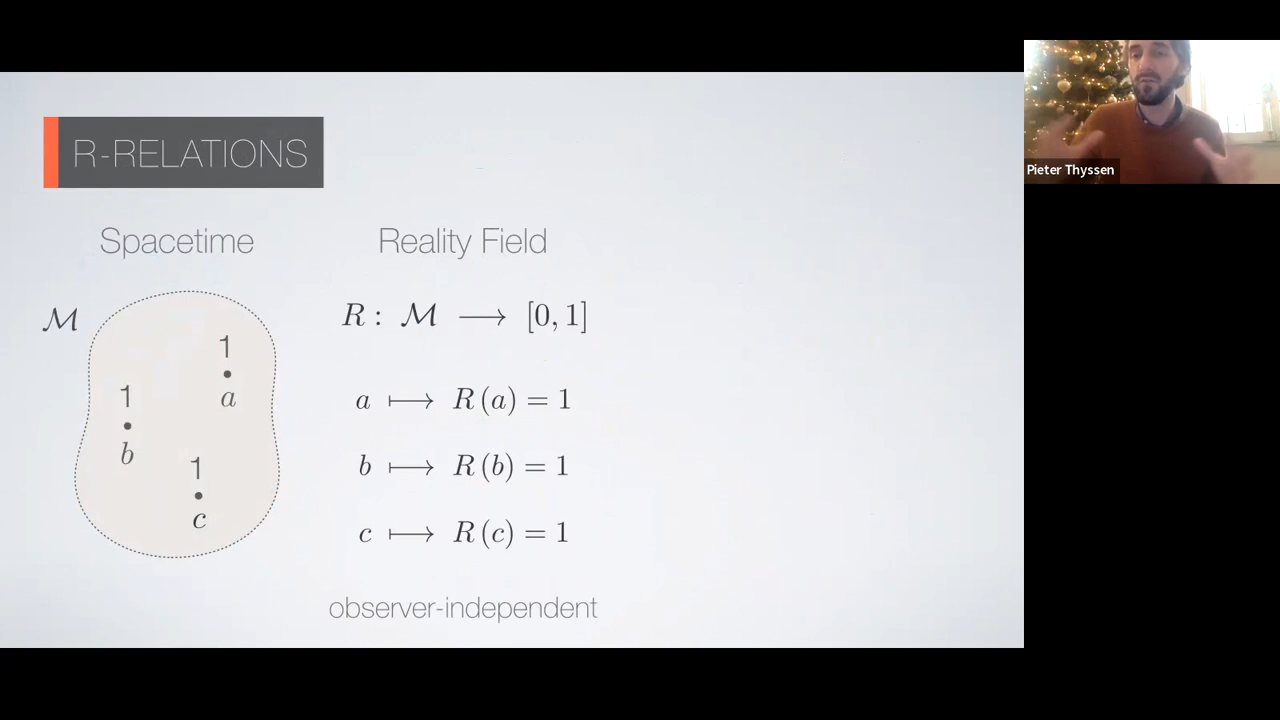 R-RELATIONS
Spacetime
Reality Field
ℳ
R : ℳ ⟶ [0, 1]
1
a
1
b
1
c
a ⟼ R (a) = 1
b ⟼ R (b) = 1
c ⟼ R (c) = 1
observer-independent
Pieter Thyssen